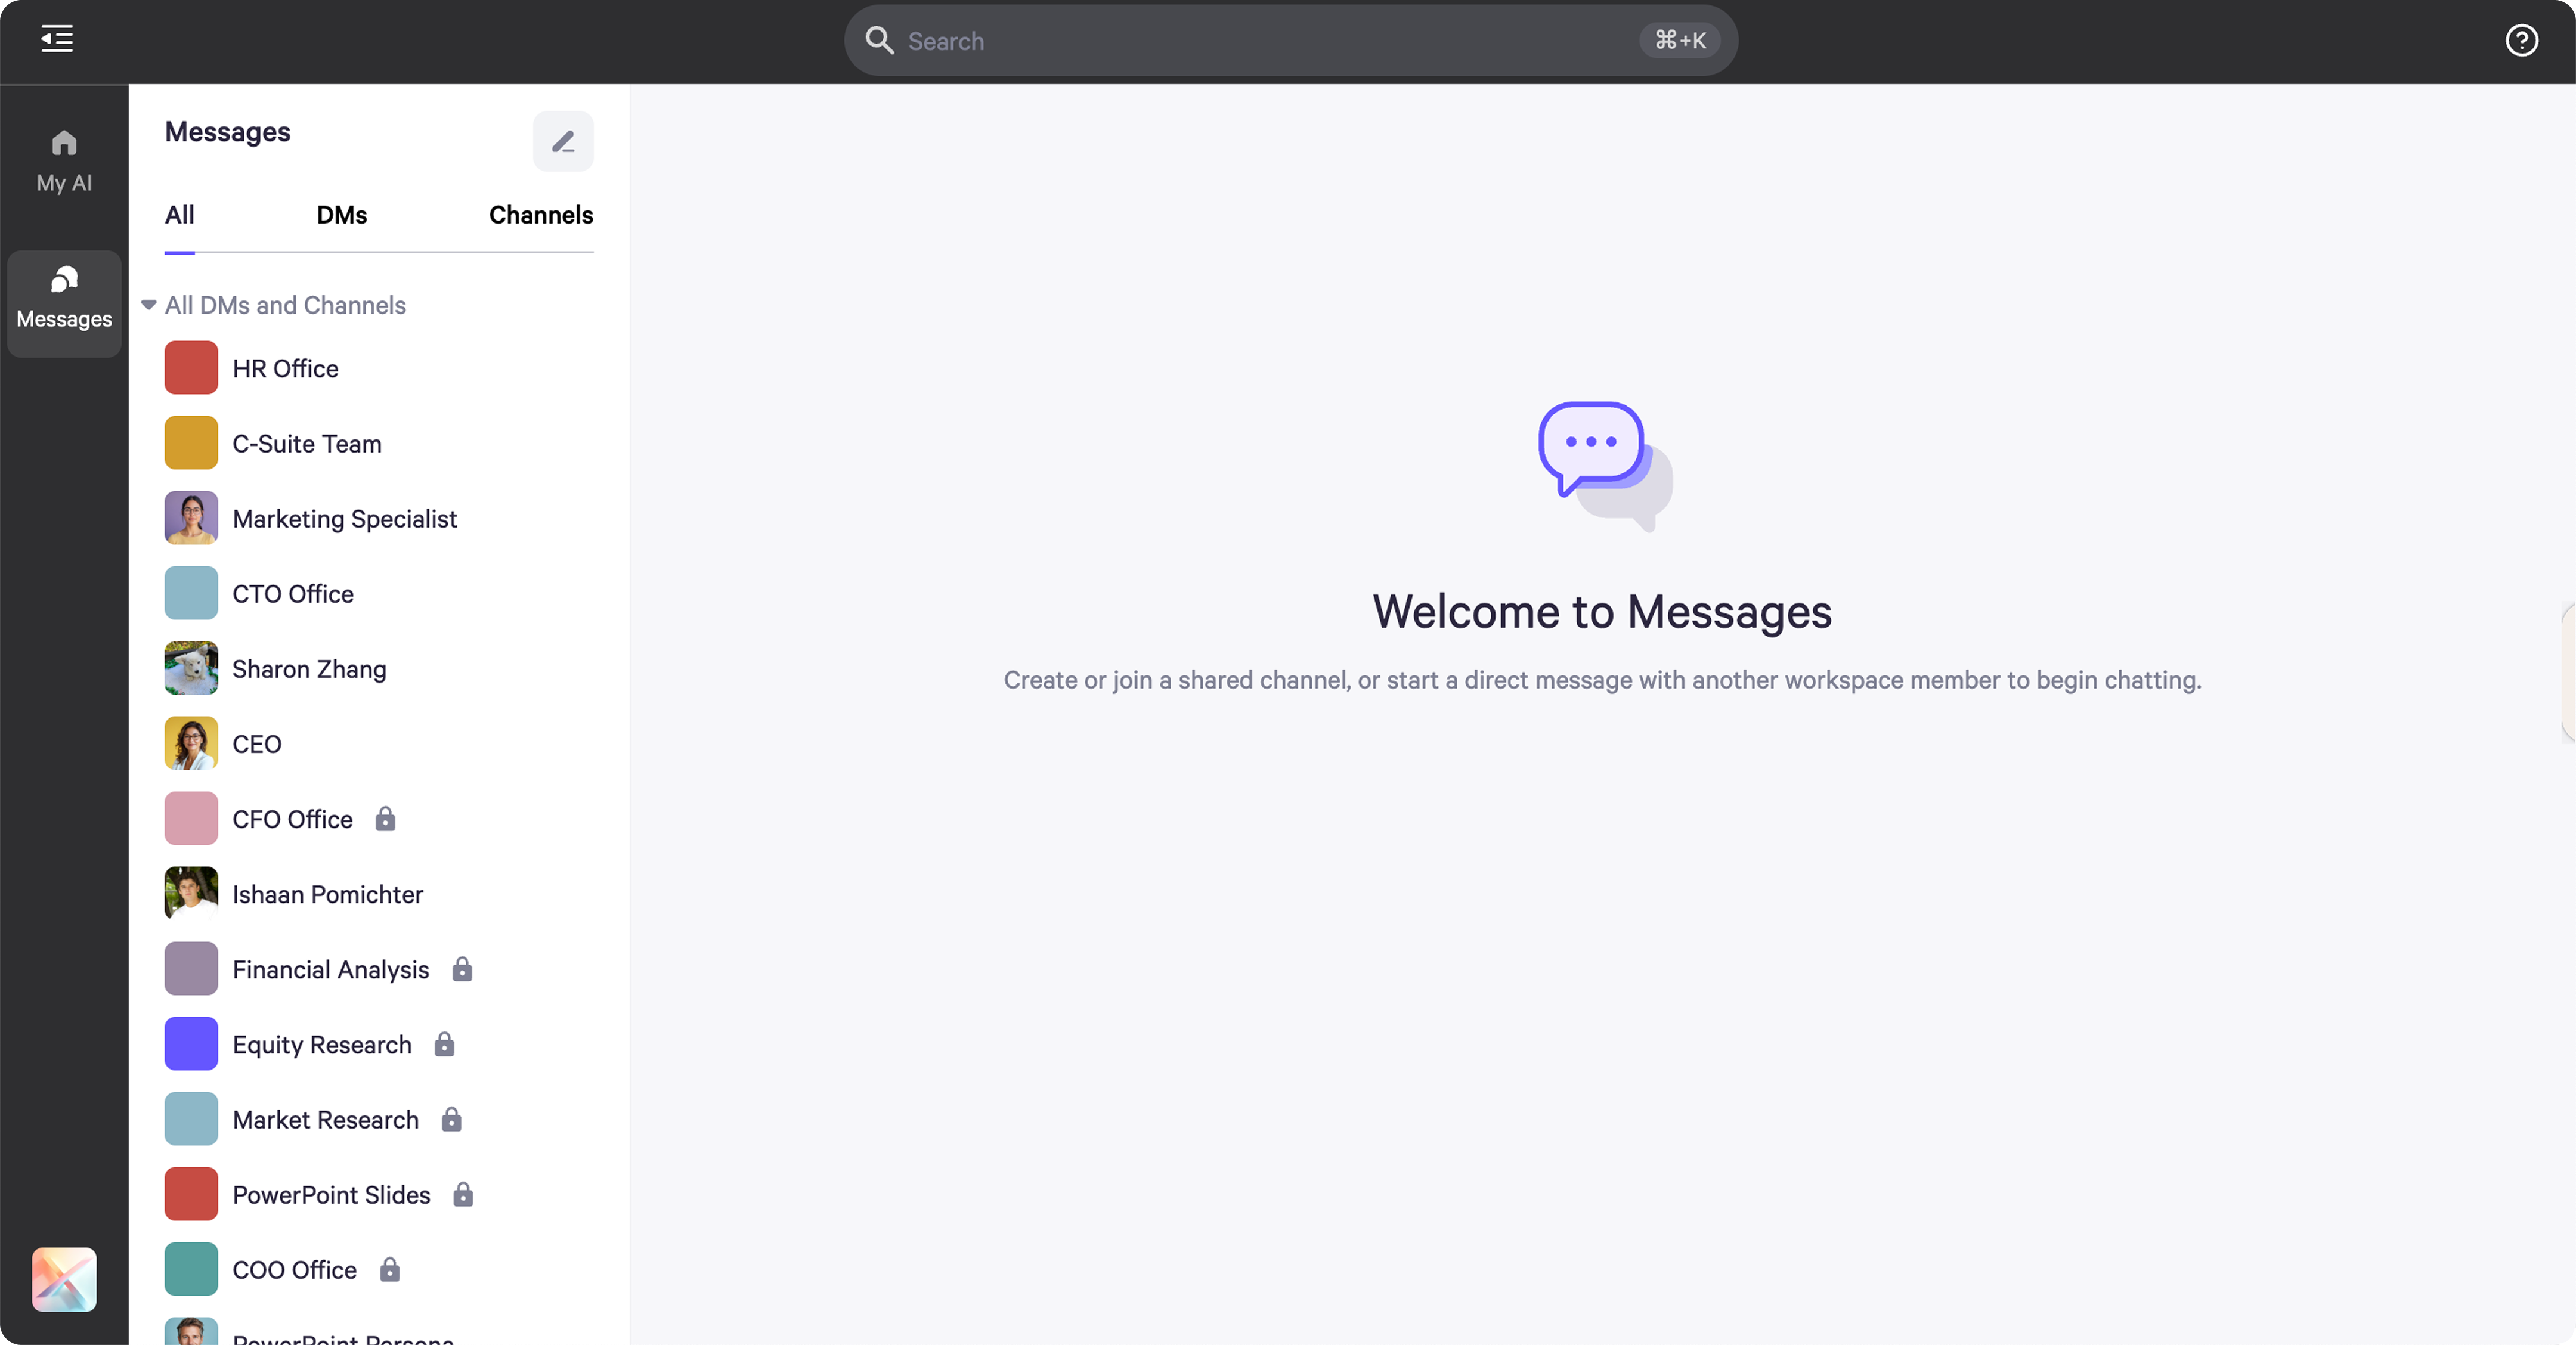 Search
⌘+K
My AI
Messages
Messages
All
DMs
Channels
All DMs and Channels
HR Office
C-Suite Team
Marketing Specialist
CTO Office
Sharon Zhang
CEO
CFO Office
Ishaan Pomichter
Financial Analysis
Equity Research
Market Research
PowerPoint Slides
COO Office
PowerPoint Persona
Welcome to Messages
Create or join a shared channel, or start a direct message with another workspace member to begin chatting.